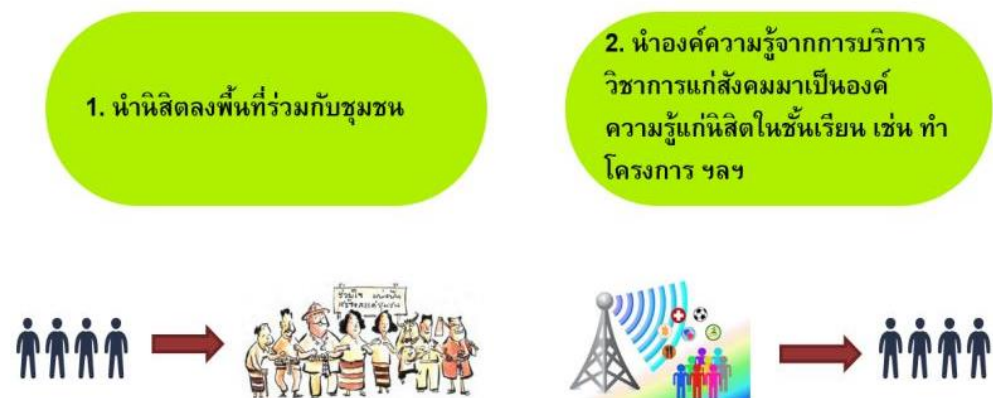 1. นำนิสิตลงพื้นที่ร่วมกับชุมชน
2. นำองค์ความรู้จากการบริการ
วิชาการแก่สังคมมาเป็นองค์
ความรู้แก่นิสิตในชั้นเรียน เช่น ทำ
โครงการ ฯลฯ